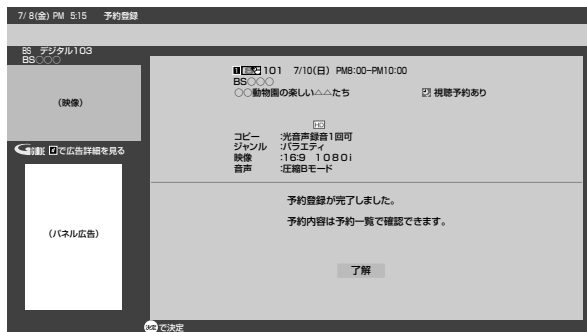 7/ 8(金) PM 5:15 予約登録
BS デジタル103
BS○○○
(映像)
で広告詳細を見る
(パネル広告)
101 7/10(日) PM8:00-PM10:00
BS○○○
○○動物園の楽しい△△たち 視聴予約あり
HD
コピー :光音声録音1回可
ジャンル :バラエティ
映像 :16:9 1080i
音声 :圧縮Bモード
予約登録が完了しました。
予約内容は予約一覧で確認できます。
了解
決定で決定